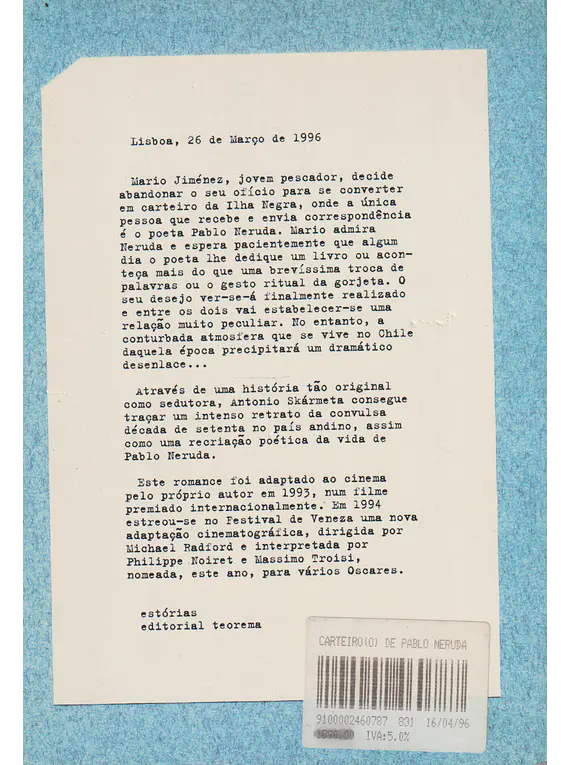 Lisboa, 26 de Março de 1996
Mario Jiménez, jovem pescador, decide
abandonar o seu ofício para se converter
em carteiro da Ilha Negra, onde a única
pessoa que recebe e envia correspondência
é o poeta Pablo Neruda. Mario admira
Neruda e espera pacientemente que algum
dia o poeta lhe dedique um livro ou acon-
teça mais do que uma brevíssima troca de
palavras ou o gesto ritual da gorjeta. O
seu desejo ver-se-á finalmente realizado
e entre os dois vai estabelecer-se uma
relação muito peculiar. No entanto, a
conturbada atmosfera que se vive no Chile
daquela época precipitará um dramático
desenlace...
Através de uma história tão original
como sedutora, Antonio Skármeta consegue
traçar um intenso retrato da convulsa
década de setenta no país andino, assim
como uma recriação poética da vida de
Pablo Neruda.
Este romance foi adaptado ao cinema
pelo próprio autor em 1993, num filme
premiado internacionalmente. Em 1994
estreou-se no Festival de Veneza uma nova
adaptação cinematográfica, dirigida por
Michael Radford e interpretada por
Philippe Noiret e Massimo Troisi,
nomeada, este ano, para vários Oscares.
estórias
editorial teorema
CARTEIRO(O) DE PABLO NERUDA
9100002460787 831 16/04/96
IVA:5.0%